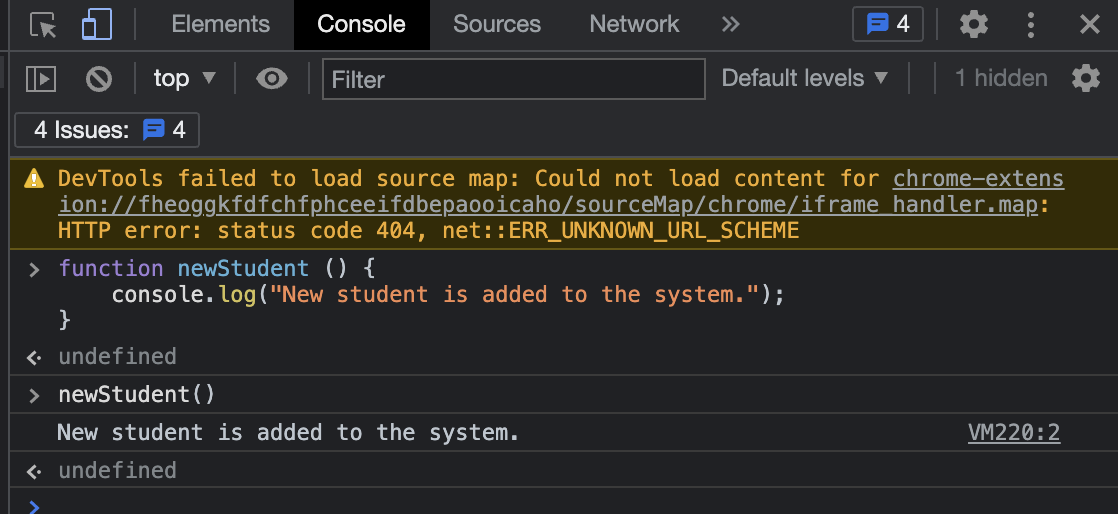 Elements Console Sources Network » 4
top ▼ Filter Default levels ▼ 1 hidden
4 Issues: 4
DevTools failed to load source map: Could not load content for chrome-extens
ion://fheoggkfdfchfphceeifdbepaooicaho/sourceMap/chrome/iframe_handler.map:
HTTP error: status code 404, net::ERR_UNKNOWN_URL_SCHEME
> function newStudent () {
console.log("New student is added to the system.");
}
undefined
> newStudent()
New student is added to the system. VM220:2
undefined
>